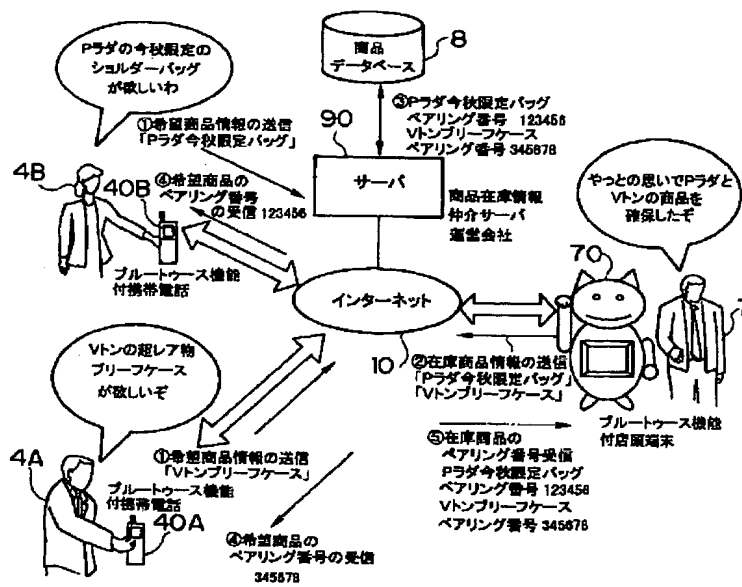 商品
データベース
8
Pラダの今秋限定の
ショルダーバッグ
が欲しいわ
③Pラダ今秋限定バッグ
ペアリング番号 123456
Vトンブリーフケース
ペアリング番号 345678
90
①希望商品情報の送信
「Pラダ今秋限定バッグ」
サーバ
商品在庫情報
仲介サーバ
運営会社
4B
40B
④希望商品の
ペアリング番号
の受信 123456
ブルートゥース機能
付携帯電話
やっとの思いでPラダと
Vトンの商品を
確保したぞ
70
7
インターネット
10
②在庫商品情報の送信
「Pラダ今秋限定バッグ」
「Vトンブリーフケース」
ブルートゥース機能
付店頭端末
Vトンの超レア物
ブリーフケース
が欲しいぞ
①希望商品情報の送信
「Vトンブリーフケース」
4A
ブルートゥース機能
付携帯電話
40A
④希望商品の
ペアリング番号の受信
345678
⑤在庫商品の
ペアリング番号受信
Pラダ今秋限定バッグ
ペアリング番号 123456
Vトンブリーフケース
ペアリング番号 345678